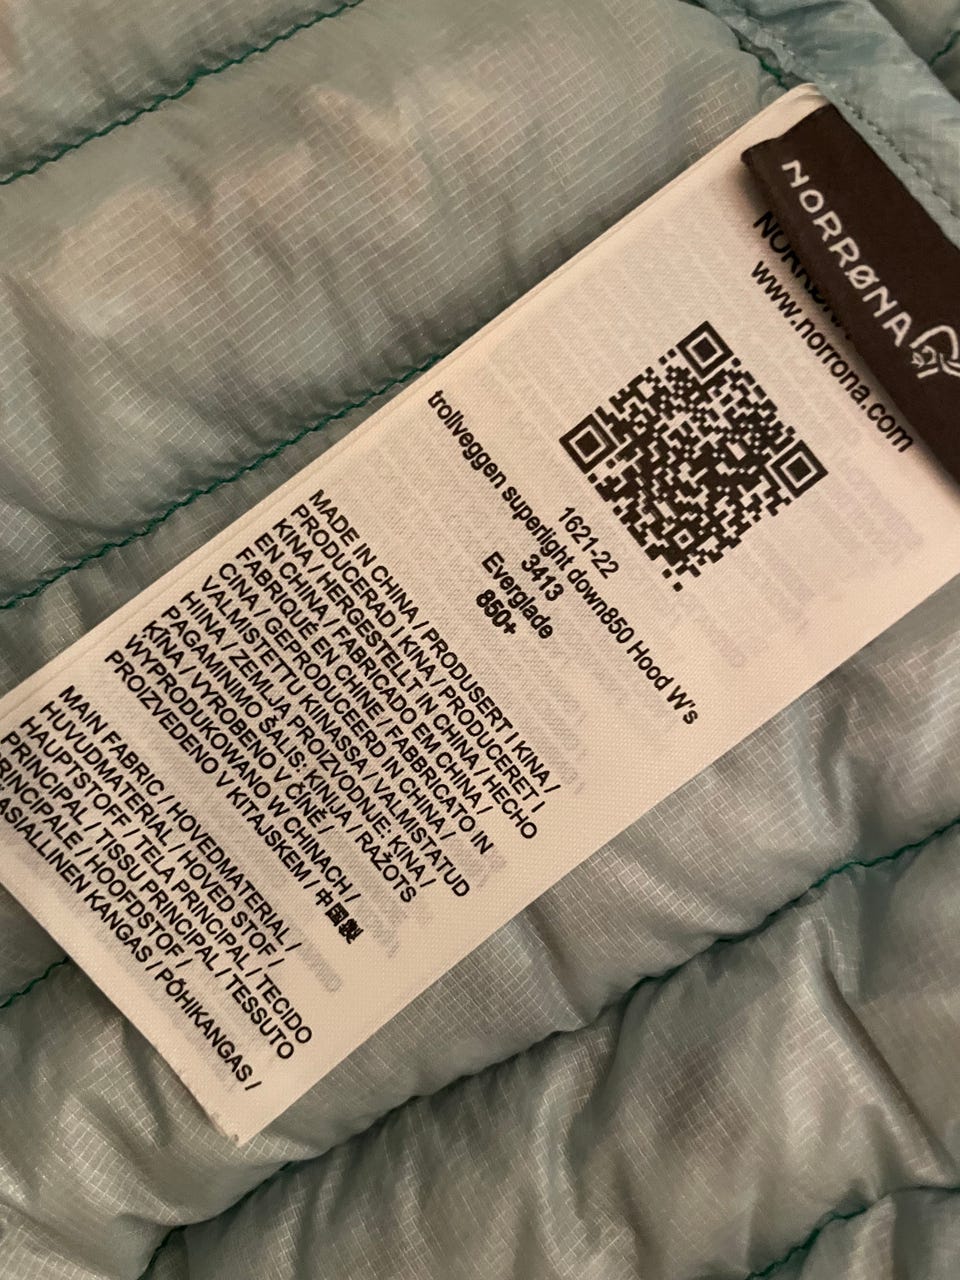 NORRØNA
www.norrona.com
1621-22
trollveggen superlight down850 Hood W's
3413
Everglade
850+
MADE IN CHINA / PRODUSERT I KINA /
PRODUCERAD I KINA / PRODUCERET I
KINA / HERGESTELLT IN CHINA / HECHO
EN CHINA / FABRICADO EM CHINA /
FABRIQUÉ EN CHINE / FABBRICATO IN
CINA / GEPRODUCEERD IN CHINA /
VALMISTETTU KIINASSA / VALMISTATUD
HIINA / ZEMLJA PROIZVODNJE: KINA /
PAGAMINIMO ŠALIS: KINIJA / RAŽOTS
KĪNA / VYROBENO V ČÍNĚ /
WYPRODUKOWANO W CHINACH /
PROIZVEDENO V KITAJSKEM / 中國製
MAIN FABRIC / HOVEDMATERIAL /
HUVUDMATERIAL / HOVED STOF /
HAUPTSTOFF / TELA PRINCIPAL / TECIDO
PRINCIPAL / TISSU PRINCIPAL / TESSUTO
PRINCIPALE / HOOFDSTOF /
KANGAS / PÕHIKANGAS /